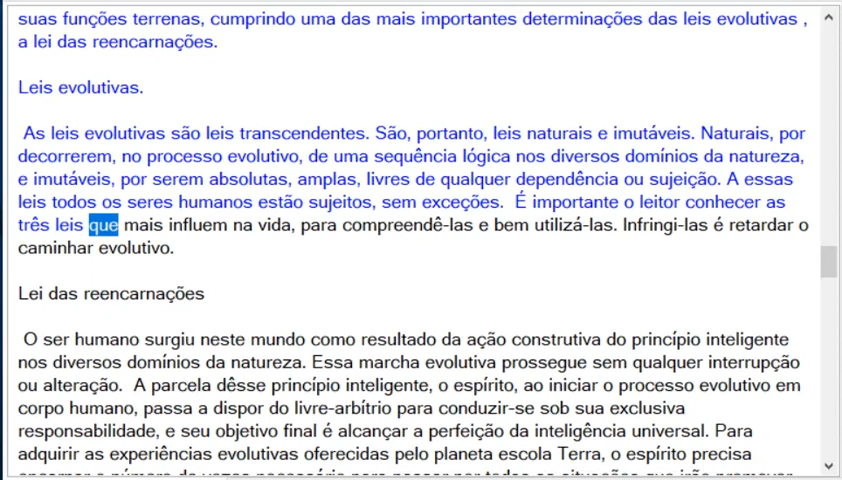 suas funções terrenas, cumprindo uma das mais importantes determinações das leis evolutivas ,
a lei das reencarnações.
Leis evolutivas.
As leis evolutivas são leis transcendentes. São, portanto, leis naturais e imutáveis. Naturais, por
decorrerem, no processo evolutivo, de uma sequência lógica nos diversos domínios da natureza,
e imutáveis, por serem absolutas, amplas, livres de qualquer dependência ou sujeição. A essas
leis todos os seres humanos estão sujeitos, sem exceções.  É importante o leitor conhecer as
três leis que mais influem na vida, para compreendê-las e bem utilizá-las. Infringi-las é retardar o
caminhar evolutivo.
Lei das reencarnações
O ser humano surgiu neste mundo como resultado da ação construtiva do princípio inteligente
nos diversos domínios da natureza. Essa marcha evolutiva prossegue sem qualquer interrupção
ou alteração.  A parcela dêsse princípio inteligente, o espírito, ao iniciar o processo evolutivo em
corpo humano, passa a dispor do livre-arbítrio para conduzir-se sob sua exclusiva
responsabilidade, e seu objetivo final é alcançar a perfeição da inteligência universal. Para
adquirir as experiências evolutivas oferecidas pelo planeta escola Terra, o espírito precisa